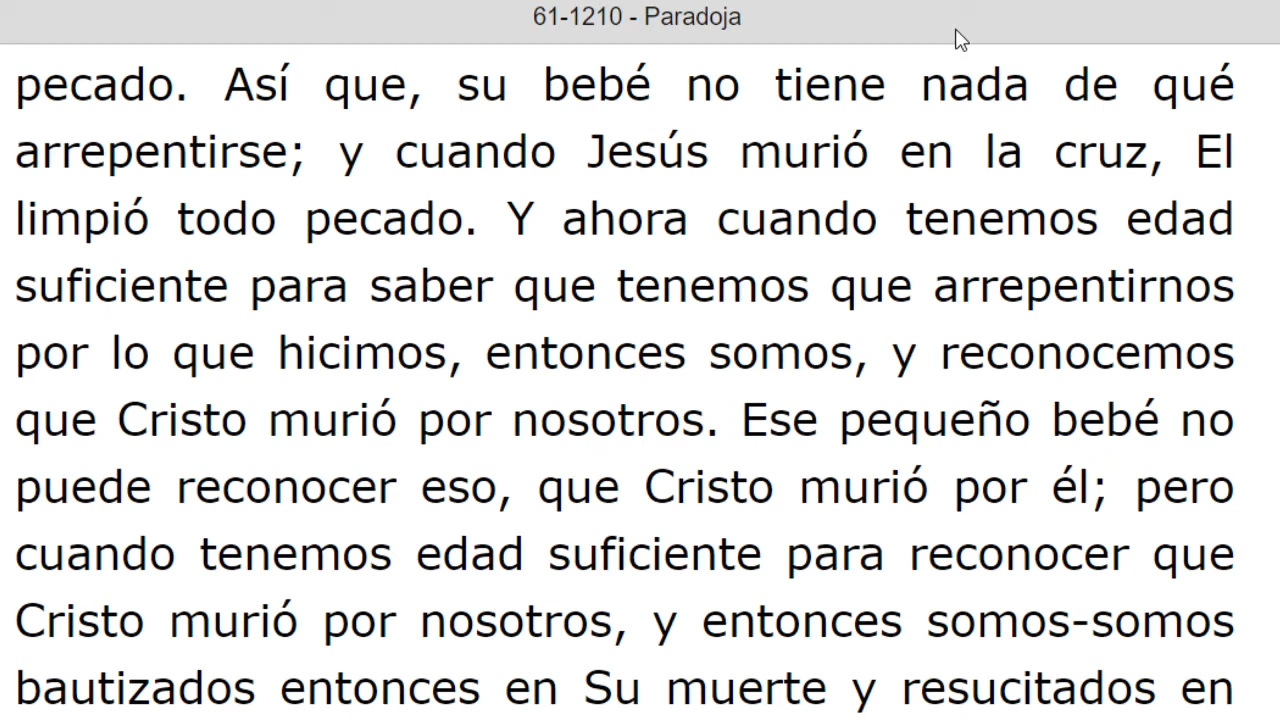 61-1210 - Paradoja
pecado. Así que, su bebé no tiene nada de qué
arrepentirse; y cuando Jesús murió en la cruz, El
limpió todo pecado. Y ahora cuando tenemos edad
suficiente para saber que tenemos que arrepentirnos
por lo que hicimos, entonces somos, y reconocemos
que Cristo murió por nosotros. Ese pequeño bebé no
puede reconocer eso, que Cristo murió por él; pero
cuando tenemos edad suficiente para reconocer que
Cristo murió por nosotros, y entonces somos-somos
bautizados entonces en Su muerte y resucitados en